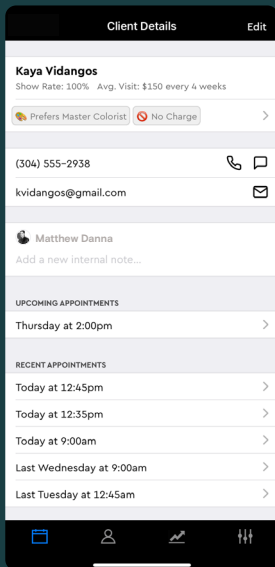 Client Details
Edit
Kaya Vidangos
Show Rate: 100% Avg. Visit: $150 every 4 weeks
Prefers Master Colorist
No Charge
(304) 555-2938
kvidangos@gmail.com
Matthew Danna
Add a new internal note...
UPCOMING APPOINTMENTS
Thursday at 2:00pm
RECENT APPOINTMENTS
Today at 12:45pm
Today at 12:35pm
Today at 9:00am
Last Wednesday at 9:00am
Last Tuesday at 12:45am